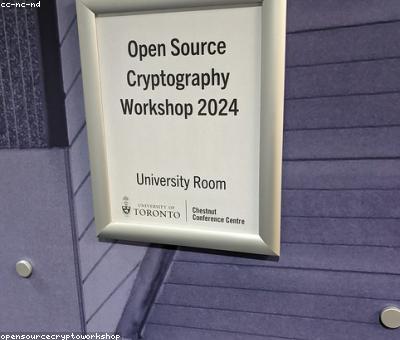 cc-nc-nd
Open Source
Cryptography
Workshop 2024
University Room
UNIVERSITY OF
TORONTO
Chestnut
Conference Centre
opensourcecryptoworkshop